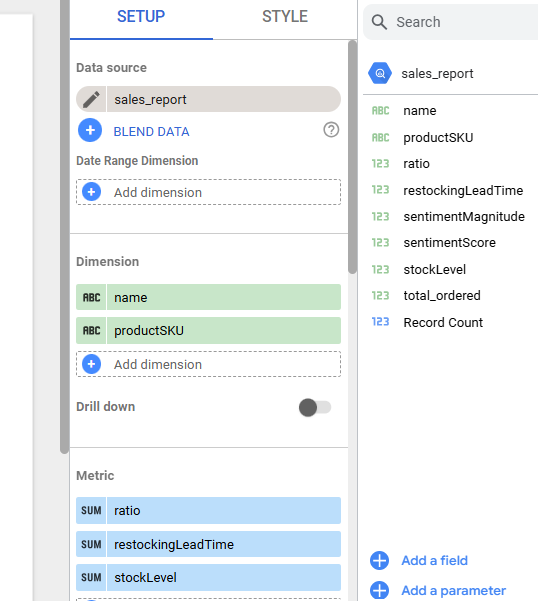 SETUP
STYLE
Data source
sales_report
BLEND DATA
Date Range Dimension
Add dimension
Dimension
ABC name
ABC productSKU
Add dimension
Drill down
Metric
SUM ratio
SUM restockingLeadTime
SUM stockLevel
Search
sales_report
ABC name
ABC productSKU
123 ratio
123 restockingLeadTime
123 sentimentMagnitude
123 sentimentScore
123 stockLevel
123 total_ordered
123 Record Count
Add a field
Add a parameter